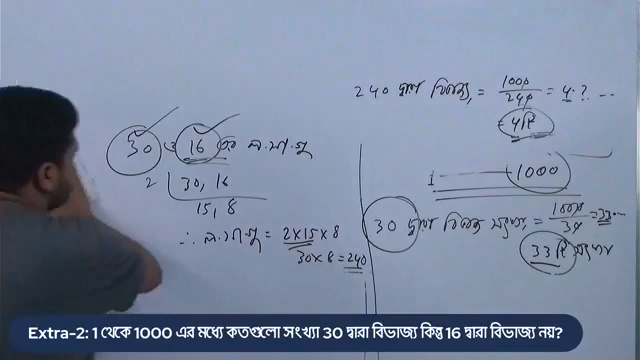 30 ও 16 এর ল.সা.গু
2 | 30, 16
15, 8
∴ ল.সা.গু = 2×15×8
30×8 = 240
240 দ্বারা বিভাজ্য = 1000/240 = 4.?...
= 4টি
1 — 1000
30 দ্বারা বিভাজ্য সংখ্যা = 1000/30 = 33...
33টি সংখ্যা
Extra-2: 1 থেকে 1000 এর মধ্যে কতগুলো সংখ্যা 30 দ্বারা বিভাজ্য কিন্তু 16 দ্বারা বিভাজ্য নয়?